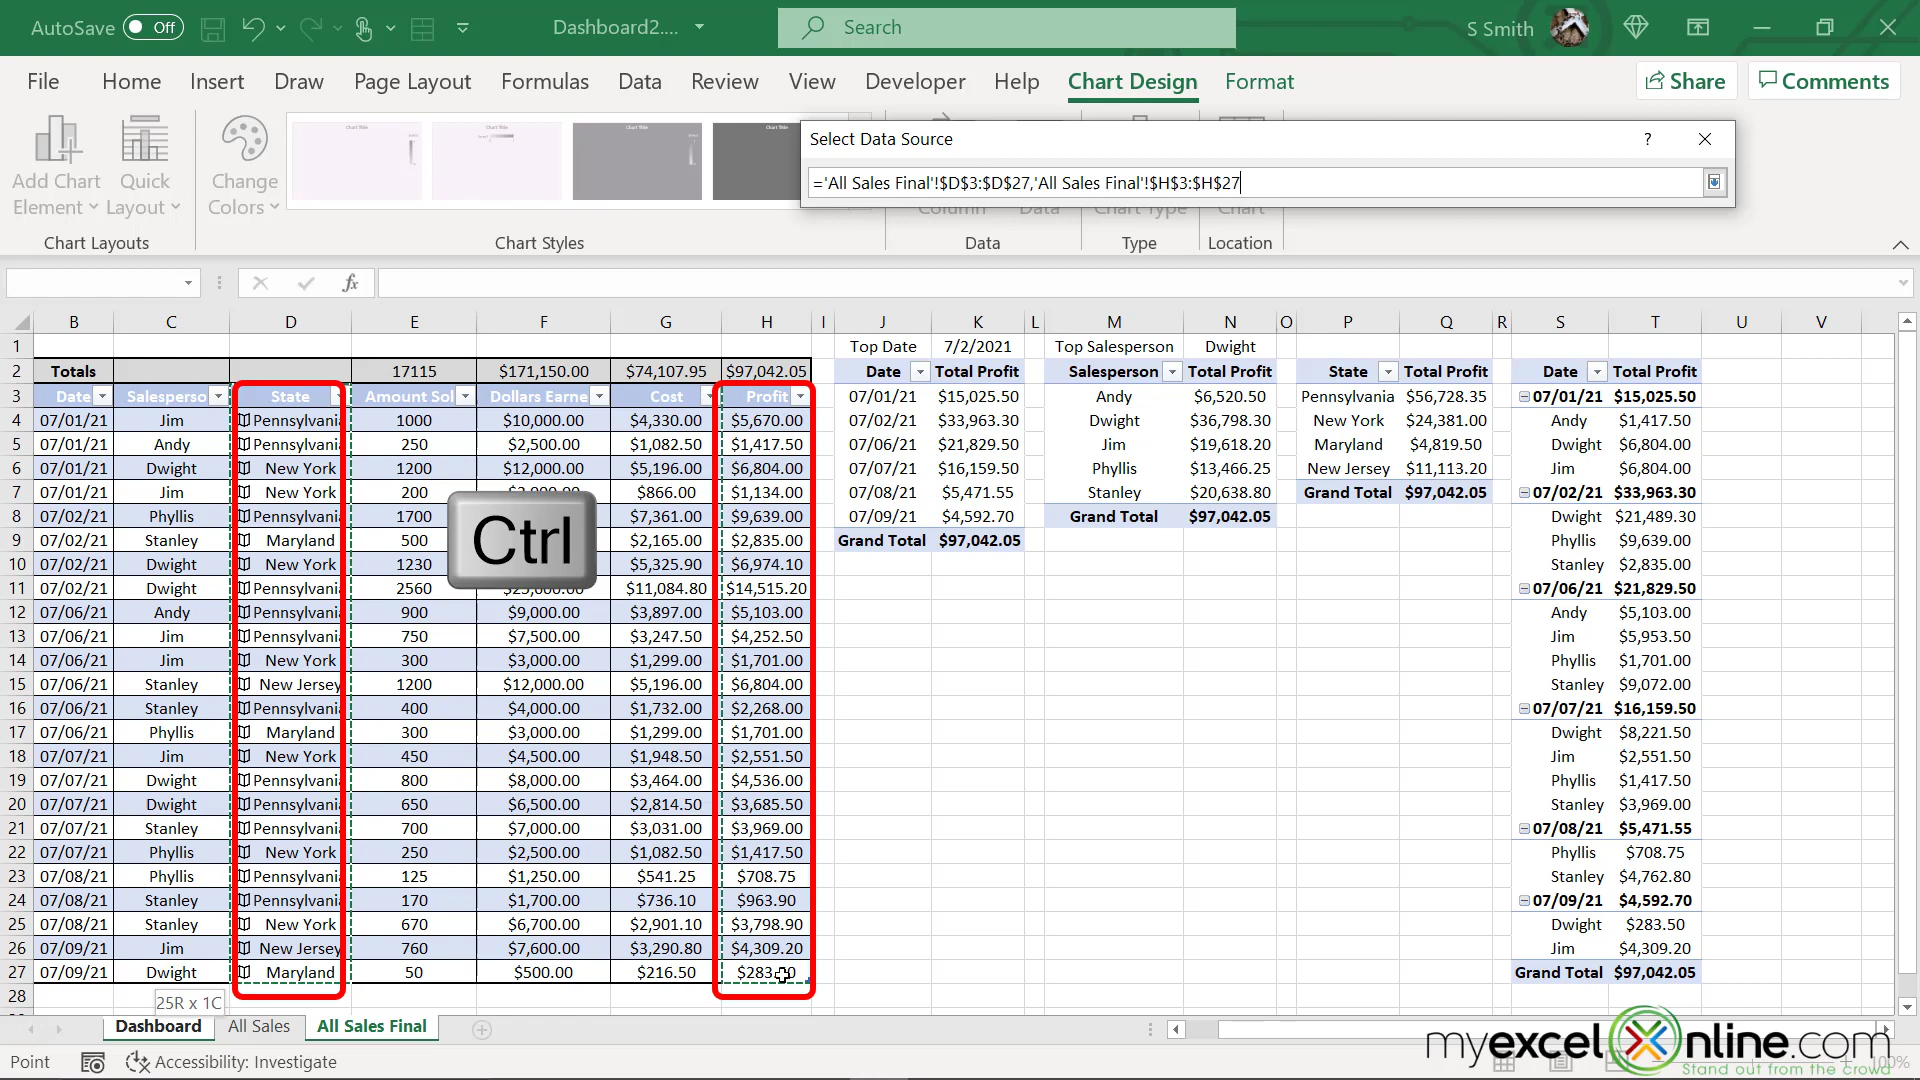 AutoSave Off Dashboard2.... Search S Smith
File Home Insert Draw Page Layout Formulas Data Review View Developer Help Chart Design Format Share Comments
Add Chart Element Quick Layout Change Colors
Chart Layouts Chart Styles Data Type Location
Select Data Source ? 
='All Sales Final'!$D$3:$D$27,'All Sales Final'!$H$3:$H$27
fx
B C D E F G H I J K L M N O P Q R S T U V
1 Top Date 7/2/2021 Top Salesperson Dwight
2 Totals 17115 $171,150.00 $74,107.95 $97,042.05 Date Total Profit Salesperson Total Profit State Total Profit Date Total Profit
3 Date Salesperso State Amount Sol Dollars Earne Cost Profit 07/01/21 $15,025.50 Andy $6,520.50 Pennsylvania $56,728.35 07/01/21 $15,025.50
4 07/01/21 Jim Pennsylvani 1000 $10,000.00 $4,330.00 $5,670.00 07/02/21 $33,963.30 Dwight $36,798.30 New York $24,381.00 Andy $1,417.50
5 07/01/21 Andy Pennsylvani 250 $2,500.00 $1,082.50 $1,417.50 07/06/21 $21,829.50 Jim $19,618.20 Maryland $4,819.50 Dwight $6,804.00
6 07/01/21 Dwight New York 1200 $12,000.00 $5,196.00 $6,804.00 07/07/21 $16,159.50 Phyllis $13,466.25 New Jersey $11,113.20 Jim $6,804.00
7 07/01/21 Jim New York 200 $866.00 $1,134.00 07/08/21 $5,471.55 Stanley $20,638.80 Grand Total $97,042.05 07/02/21 $33,963.30
8 07/02/21 Phyllis Pennsylvani 1700 $7,361.00 $9,639.00 07/09/21 $4,592.70 Grand Total $97,042.05 Dwight $21,489.30
9 07/02/21 Stanley Maryland 500 $2,165.00 $2,835.00 Grand Total $97,042.05 Phyllis $9,639.00
Ctrl
10 07/02/21 Dwight New York 1230 $5,325.90 $6,974.10 Stanley $2,835.00
11 07/02/21 Dwight Pennsylvani 2560 $11,084.80 $14,515.20 07/06/21 $21,829.50
12 07/06/21 Andy Pennsylvani 900 $9,000.00 $3,897.00 $5,103.00 Andy $5,103.00
13 07/06/21 Jim Pennsylvani 750 $7,500.00 $3,247.50 $4,252.50 Jim $5,953.50
14 07/06/21 Jim New York 300 $3,000.00 $1,299.00 $1,701.00 Phyllis $1,701.00
15 07/06/21 Stanley New Jersey 1200 $12,000.00 $5,196.00 $6,804.00 Stanley $9,072.00
16 07/06/21 Stanley Pennsylvani 400 $4,000.00 $1,732.00 $2,268.00 07/07/21 $16,159.50
17 07/06/21 Phyllis Maryland 300 $3,000.00 $1,299.00 $1,701.00 Dwight $8,221.50
18 07/07/21 Jim New York 450 $4,500.00 $1,948.50 $2,551.50 Jim $2,551.50
19 07/07/21 Dwight Pennsylvani 800 $8,000.00 $3,464.00 $4,536.00 Phyllis $1,417.50
20 07/07/21 Dwight Pennsylvani 650 $6,500.00 $2,814.50 $3,685.50 Stanley $3,969.00
21 07/07/21 Stanley Pennsylvani 700 $7,000.00 $3,031.00 $3,969.00 07/08/21 $5,471.55
22 07/07/21 Phyllis New York 250 $2,500.00 $1,082.50 $1,417.50 Phyllis $708.75
23 07/08/21 Phyllis Pennsylvani 125 $1,250.00 $541.25 $708.75 Stanley $4,762.80
24 07/08/21 Stanley Pennsylvani 170 $1,700.00 $736.10 $963.90 07/09/21 $4,592.70
25 07/08/21 Stanley New York 670 $6,700.00 $2,901.10 $3,798.90 Dwight $283.50
26 07/09/21 Jim New Jersey 760 $7,600.00 $3,290.80 $4,309.20 Jim $4,309.20
27 07/09/21 Dwight Maryland 50 $500.00 $216.50 Grand Total $97,042.05
28 25R x 1C
Dashboard All Sales All Sales Final
myexcelonline.com
Stand out from the crowd
Point Accessibility: Investigate 100%